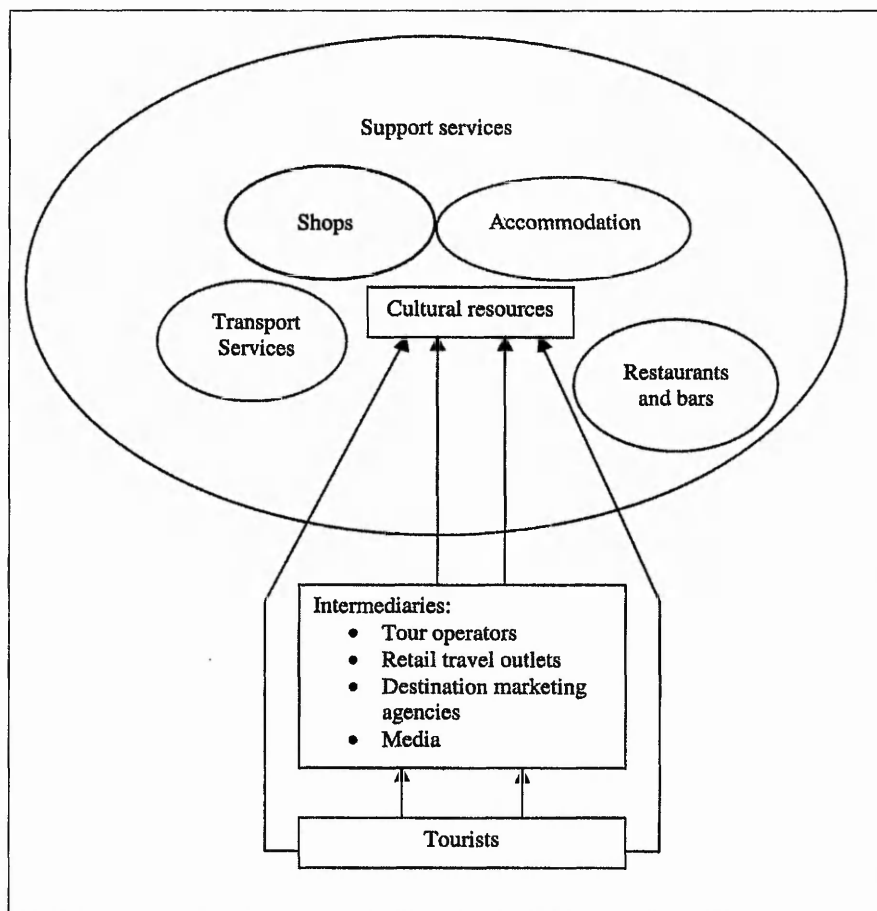 Support services
Shops
Accommodation
Cultural resources
Transport
Services
Restaurants
and bars
Intermediaries:
• Tour operators
• Retail travel outlets
• Destination marketing
agencies
• Media
Tourists